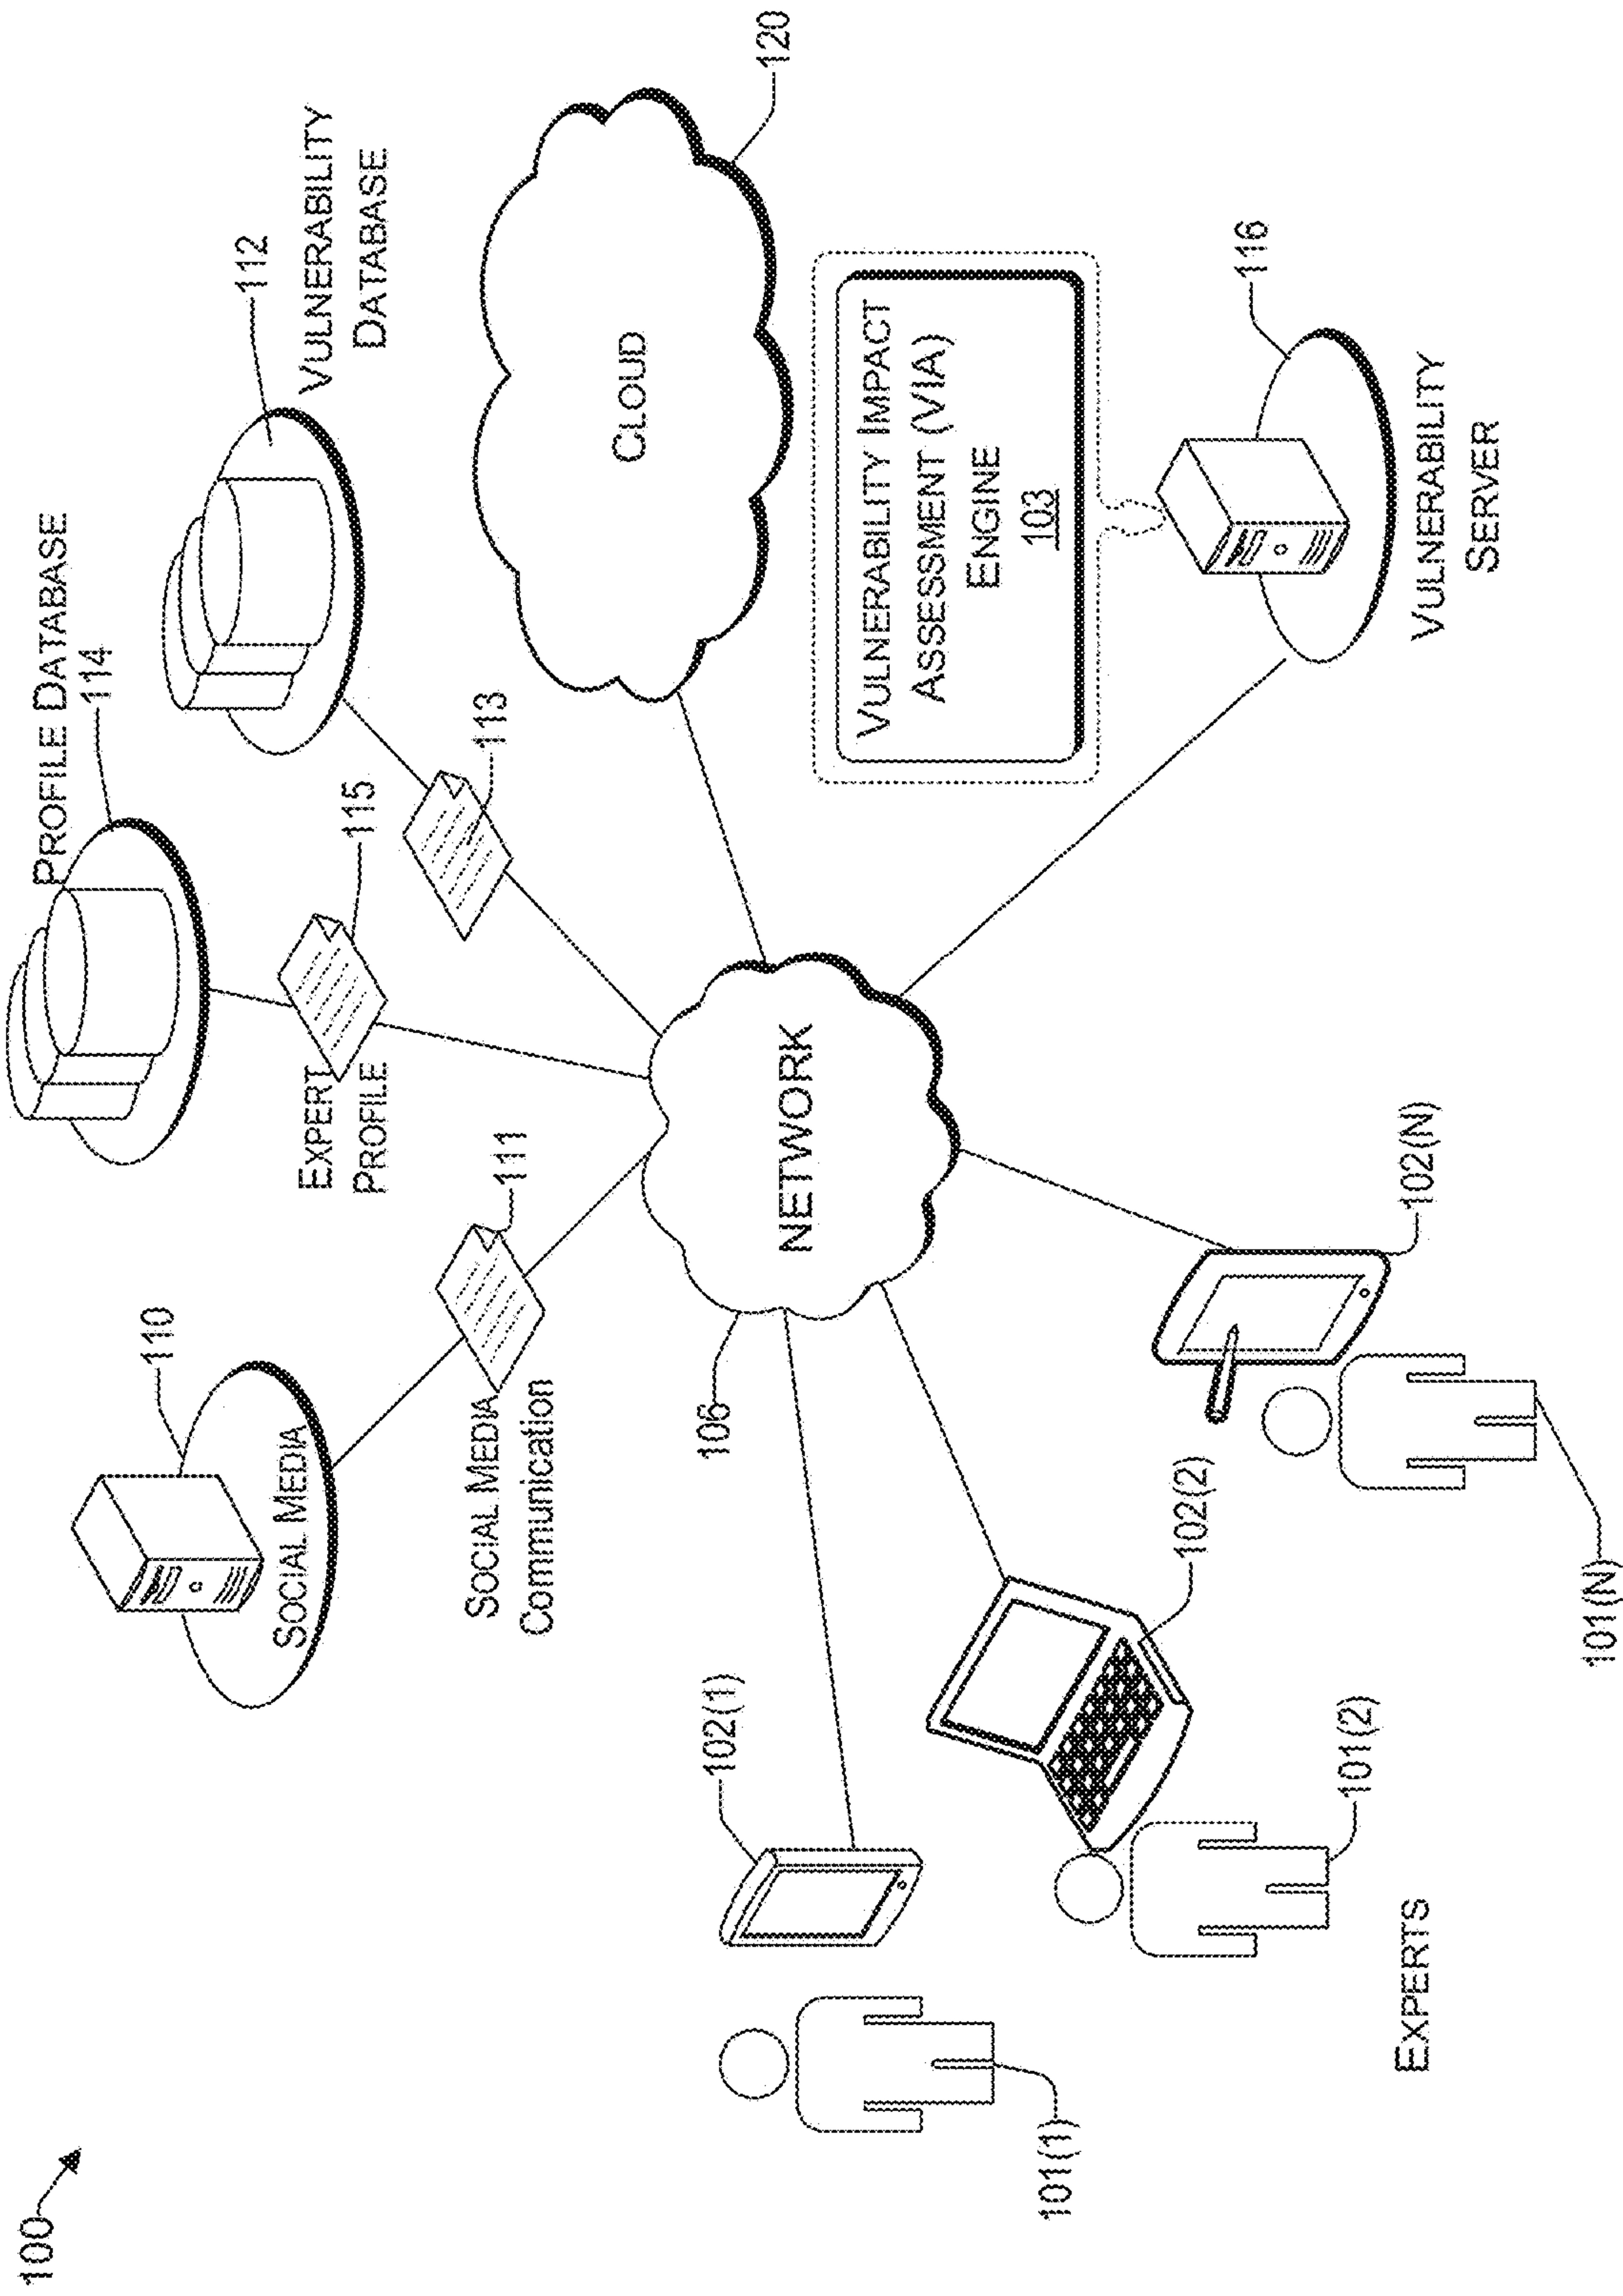 100
PROFILE DATABASE
114
112
VULNERABILITY
DATABASE
110
SOCIAL MEDIA
EXPERT
PROFILE
115
SOCIAL MEDIA
Communication
111
113
120
CLOUD
102(1)
106
NETWORK
VULNERABILITY IMPACT
ASSESSMENT (VIA)
ENGINE
103
101(1)
102(2)
102(N)
116
101(2)
EXPERTS
101(N)
VULNERABILITY
SERVER